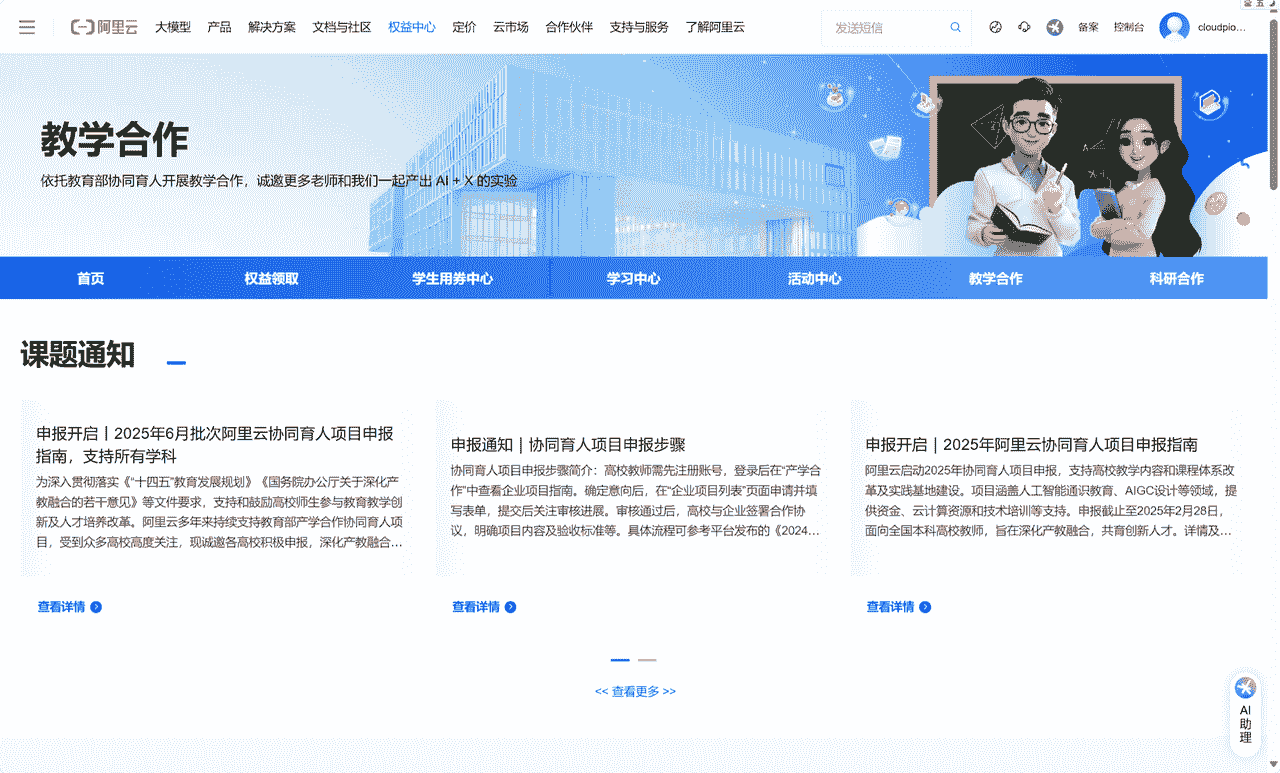 阿里云 大模型 产品 解决方案 文档与社区 权益中心 定价 云市场 合作伙伴 支持与服务 了解阿里云 发送短信 备案 控制台 cloudpio...
教学合作
依托教育部协同育人开展教学合作，诚邀更多老师和我们一起产出 AI + X 的实验
首页 权益领取 学生用券中心 学习中心 活动中心 教学合作 科研合作
课题通知
申报开启丨2025年6月批次阿里云协同育人项目申报
指南，支持所有学科
为深入贯彻落实《“十四五”教育发展规划》《国务院办公厅关于深化产
教融合的若干意见》等文件要求，支持和鼓励高校师生参与教育教学创
新及人才培养改革。阿里云多年来持续支持教育部产学合作协同育人项
目，受到众多高校高度关注，现诚邀各高校积极申报，深化产教融合…
查看详情
申报通知｜协同育人项目申报步骤
协同育人项目申报步骤简介：高校教师需先注册账号，登录后在“产学合
作”中查看企业项目指南。确定意向后，在“企业项目列表”页面申请并填
写表单，提交后关注审核进展。审核通过后，高校与企业签署合作协
议，明确项目内容及验收标准等。具体流程可参考平台发布的《2024…
查看详情
申报开启｜2025年阿里云协同育人项目申报指南
阿里云启动2025年协同育人项目申报，支持高校教学内容和课程体系改
革及实践基地建设。项目涵盖人工智能通识教育、AIGC设计等领域，提
供资金、云计算资源和技术培训等支持。申报截止至2025年2月28日，
面向全国本科高校教师，旨在深化产教融合，共育创新人才。详情及…
查看详情
<< 查看更多 >>
AI
助
理